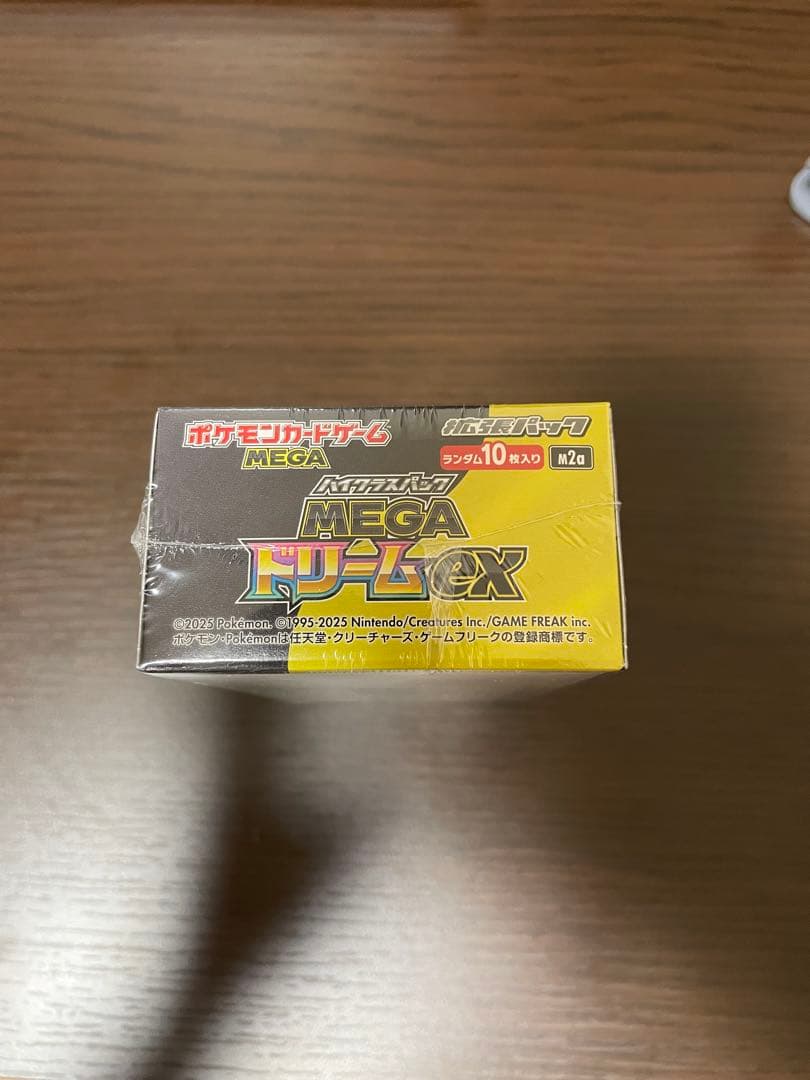 ポケモンカードゲーム
MEGA
拡張パック
ランダム10枚入り
M2a
ハイクラスパック
MEGA
ドリームex
©2025 Pokémon. ©1995-2025 Nintendo/Creatures Inc./GAME FREAK inc.
ポケモン・Pokémonは任天堂・クリーチャーズ・ゲームフリークの登録商標です。